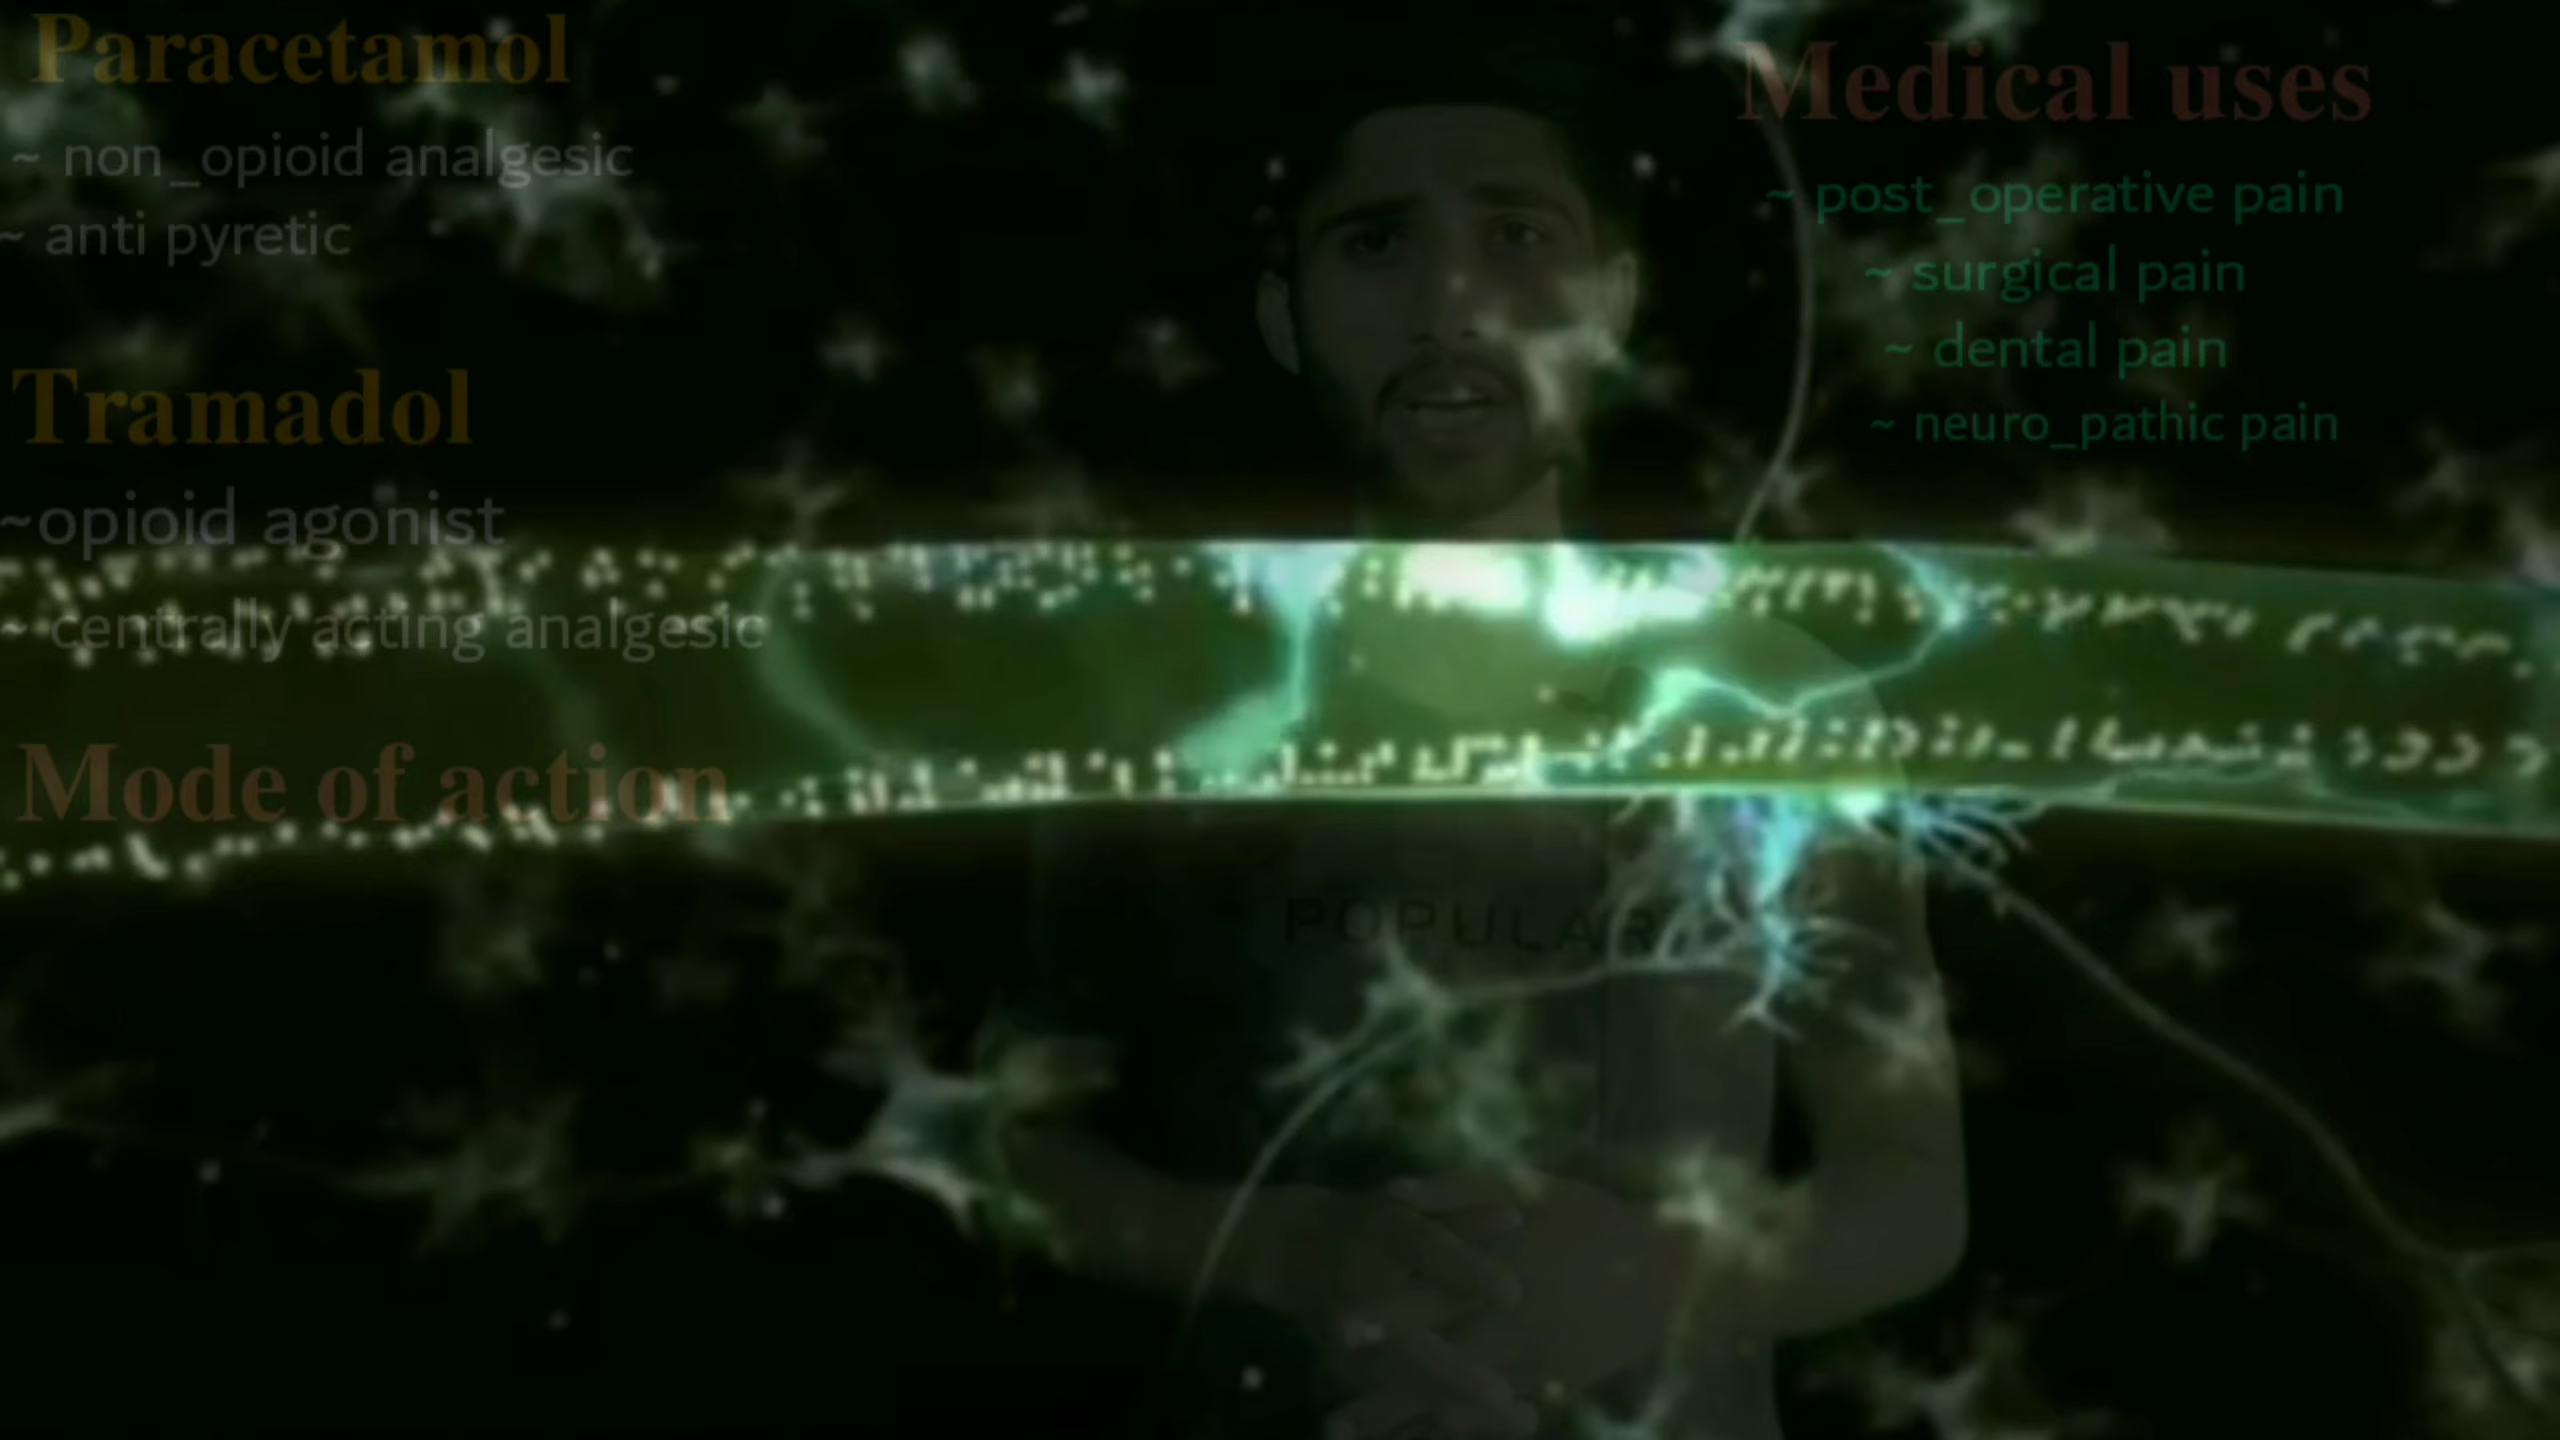 Paracetamol
~ non_opioid analgesic
~ anti pyretic
Tramadol
~opioid agonist
~ centrally acting analgesic
Mode of action
Medical uses
~ post_operative pain
~ surgical pain
~ dental pain
~ neuro_pathic pain
POPULAR